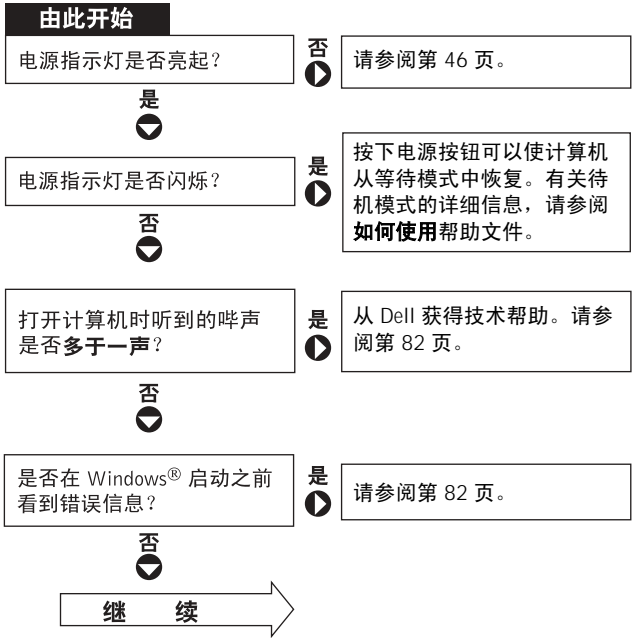 由此开始
电源指示灯是否亮起?
否
请参阅第 46 页。
是
电源指示灯是否闪烁?
是
按下电源按钮可以使计算机
从等待模式中恢复。有关待
机模式的详细信息，请参阅
如何使用帮助文件。
否
打开计算机时听到的哔声
是否多于一声?
是
从 Dell 获得技术帮助。请参
阅第 82 页。
否
是否在 Windows® 启动之前
看到错误信息?
是
请参阅第 82 页。
否
继 续